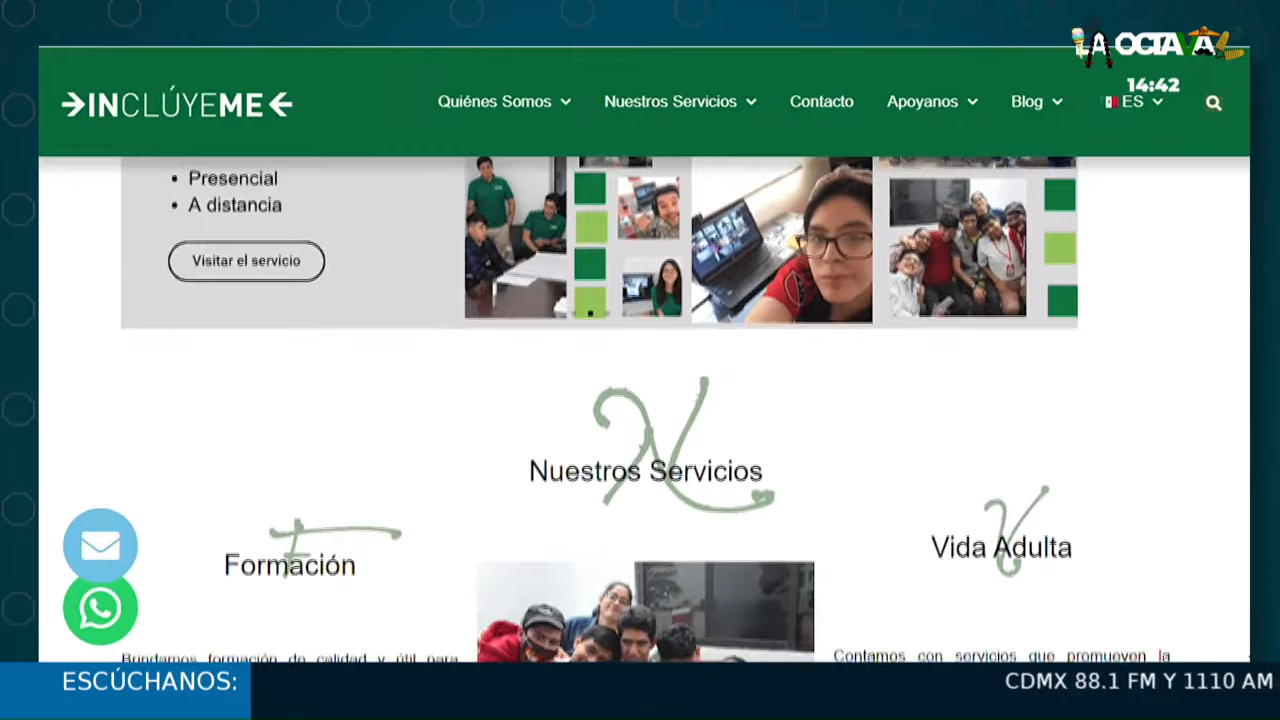 LA OCTAVA
14:42
INCLÚYEME
Quiénes Somos
Nuestros Servicios
Contacto
Apoyanos
Blog
ES
Presencial
A distancia
Visitar el servicio
N
Nuestros Servicios
F
Formación
V
Vida Adulta
Brindamos formación de calidad y útil para
Contamos con servicios que promueven la
ESCÚCHANOS:
CDMX 88.1 FM Y 1110 AM